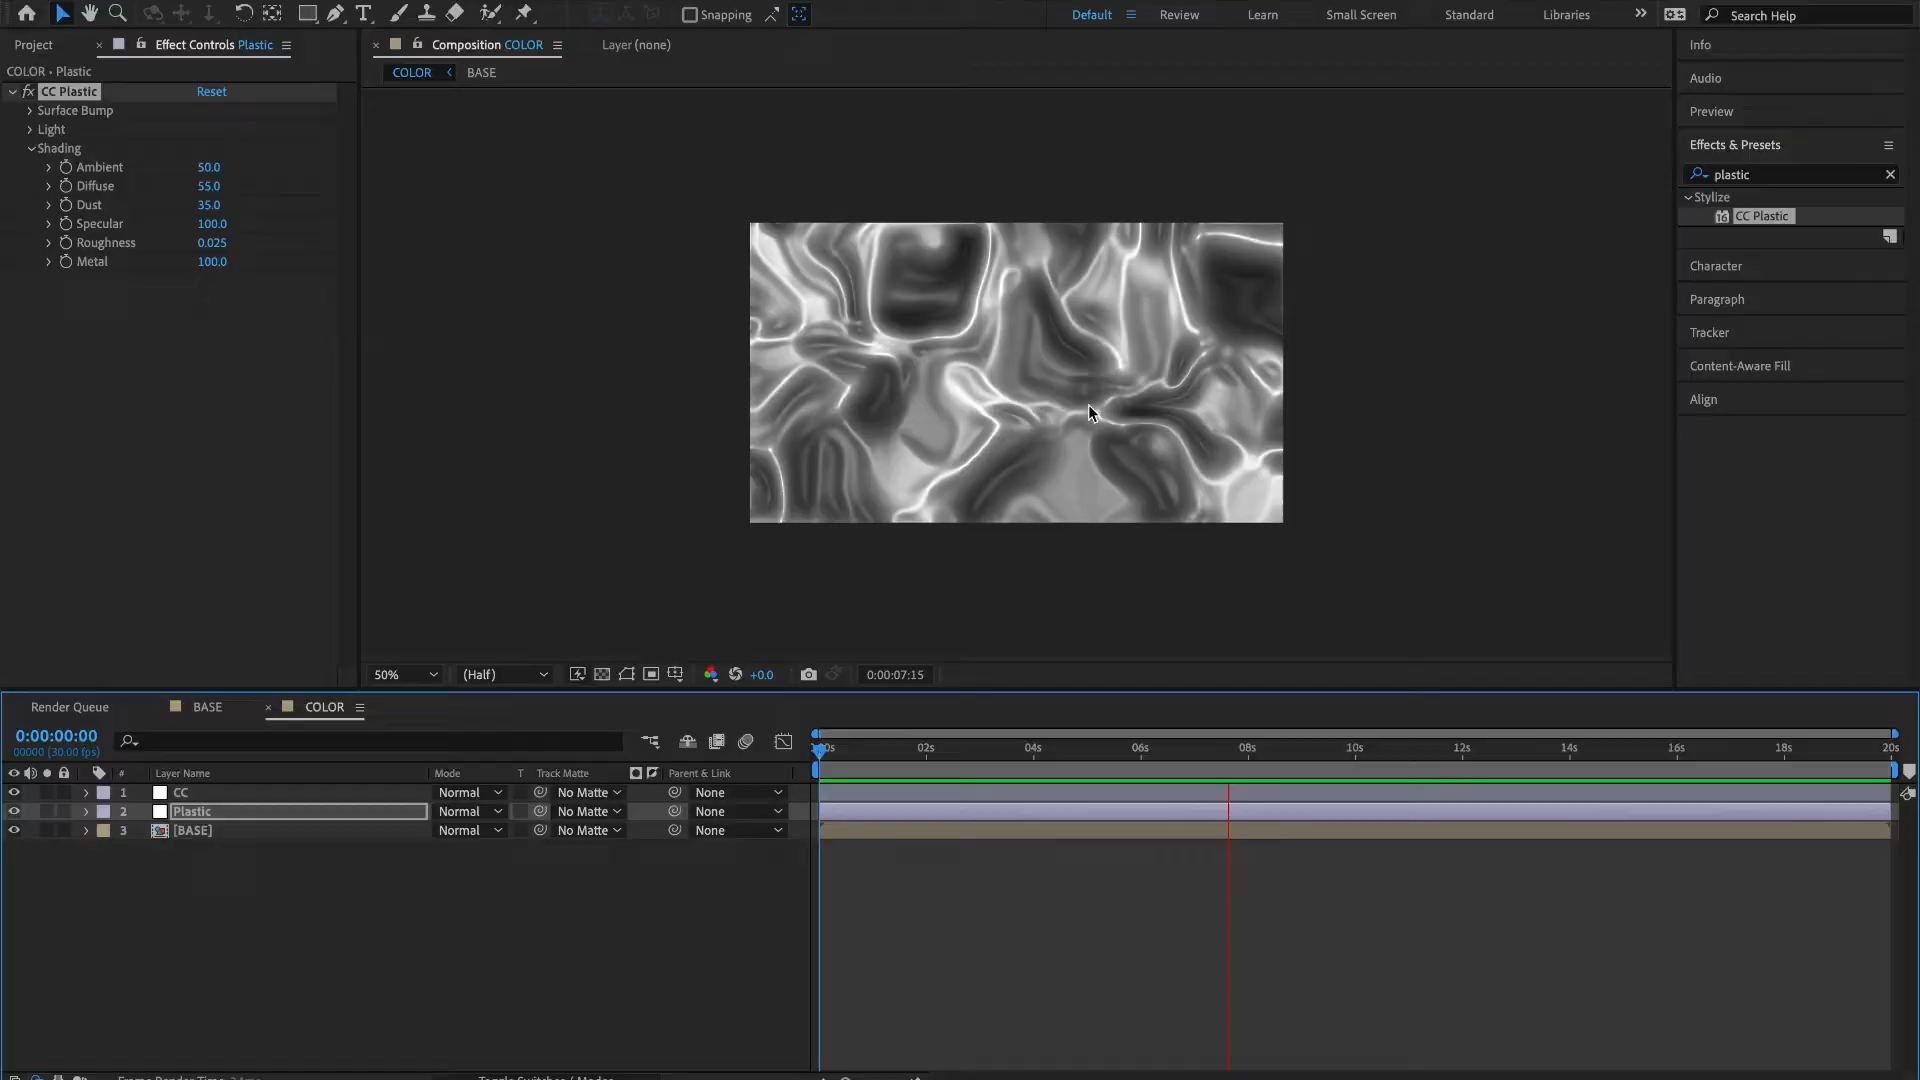 Snapping
Default
Review
Learn
Small Screen
Standard
Libraries
Search Help
Project
Effect Controls Plastic
Composition COLOR
Layer (none)
Info
COLOR • Plastic
COLOR
BASE
Audio
fx CC Plastic Reset
Surface Bump
Preview
Light
Shading
Effects & Presets
Ambient 50.0
plastic
Diffuse 55.0
Stylize
Dust 35.0
16 CC Plastic
Specular 100.0
Roughness 0.025
Metal 100.0
Character
Paragraph
Tracker
Content-Aware Fill
Align
50% (Half) +0.0 0:00:07:15
Render Queue
BASE
COLOR
0:00:00:00
00000 (30.00 fps)
02s 04s 06s 08s 10s 12s 14s 16s 18s 20s
# Layer Name Mode T Track Matte Parent & Link
1 CC Normal No Matte None
2 Plastic Normal No Matte None
3 [BASE] Normal No Matte None